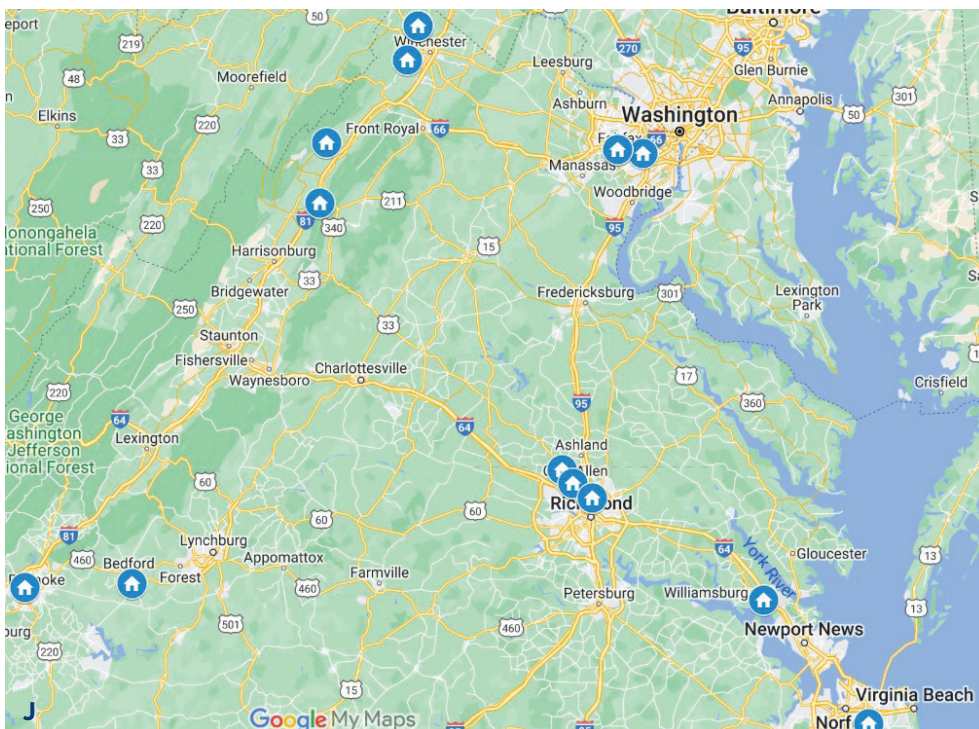 eport
50
Winchester
Baltimore
219
270
95
Glen Burnie
48
Moorefield
Leesburg
Ashburn
Annapolis
301
50
Elkins
220
Washington
33
Front Royal
66
Fairfax
66
33
Manassas
Woodbridge
250
211
81
340
95
Monongahela
ational Forest
220
15
Harrisonburg
33
Bridgewater
Fredericksburg
301
Lexington
Park
250
33
Staunton
Fishersville
Waynesboro
Charlottesville
17
Crisfield
220
George
Washington
Jefferson
ional Forest
64
95
360
64
Lexington
Ashland
Glen Allen
60
Richmond
60
60
81
460
Lynchburg
64
Gloucester
13
Bedford
Forest
Appomattox
York River
Roanoke
460
Farmville
Petersburg
Williamsburg
13
501
460
Newport News
220
15
Virginia Beach
J
Norf
Google My Maps